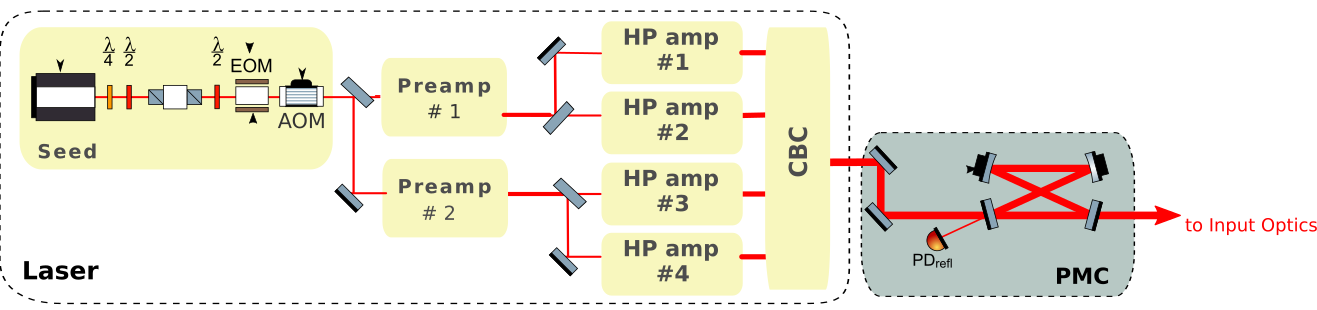 λ
4
λ
2
λ
2
EOM
AOM
Seed
Preamp
# 1
Preamp
# 2
HP amp
#1
HP amp
#2
HP amp
#3
HP amp
#4
CBC
Laser
PDrefl
PMC
to Input Optics